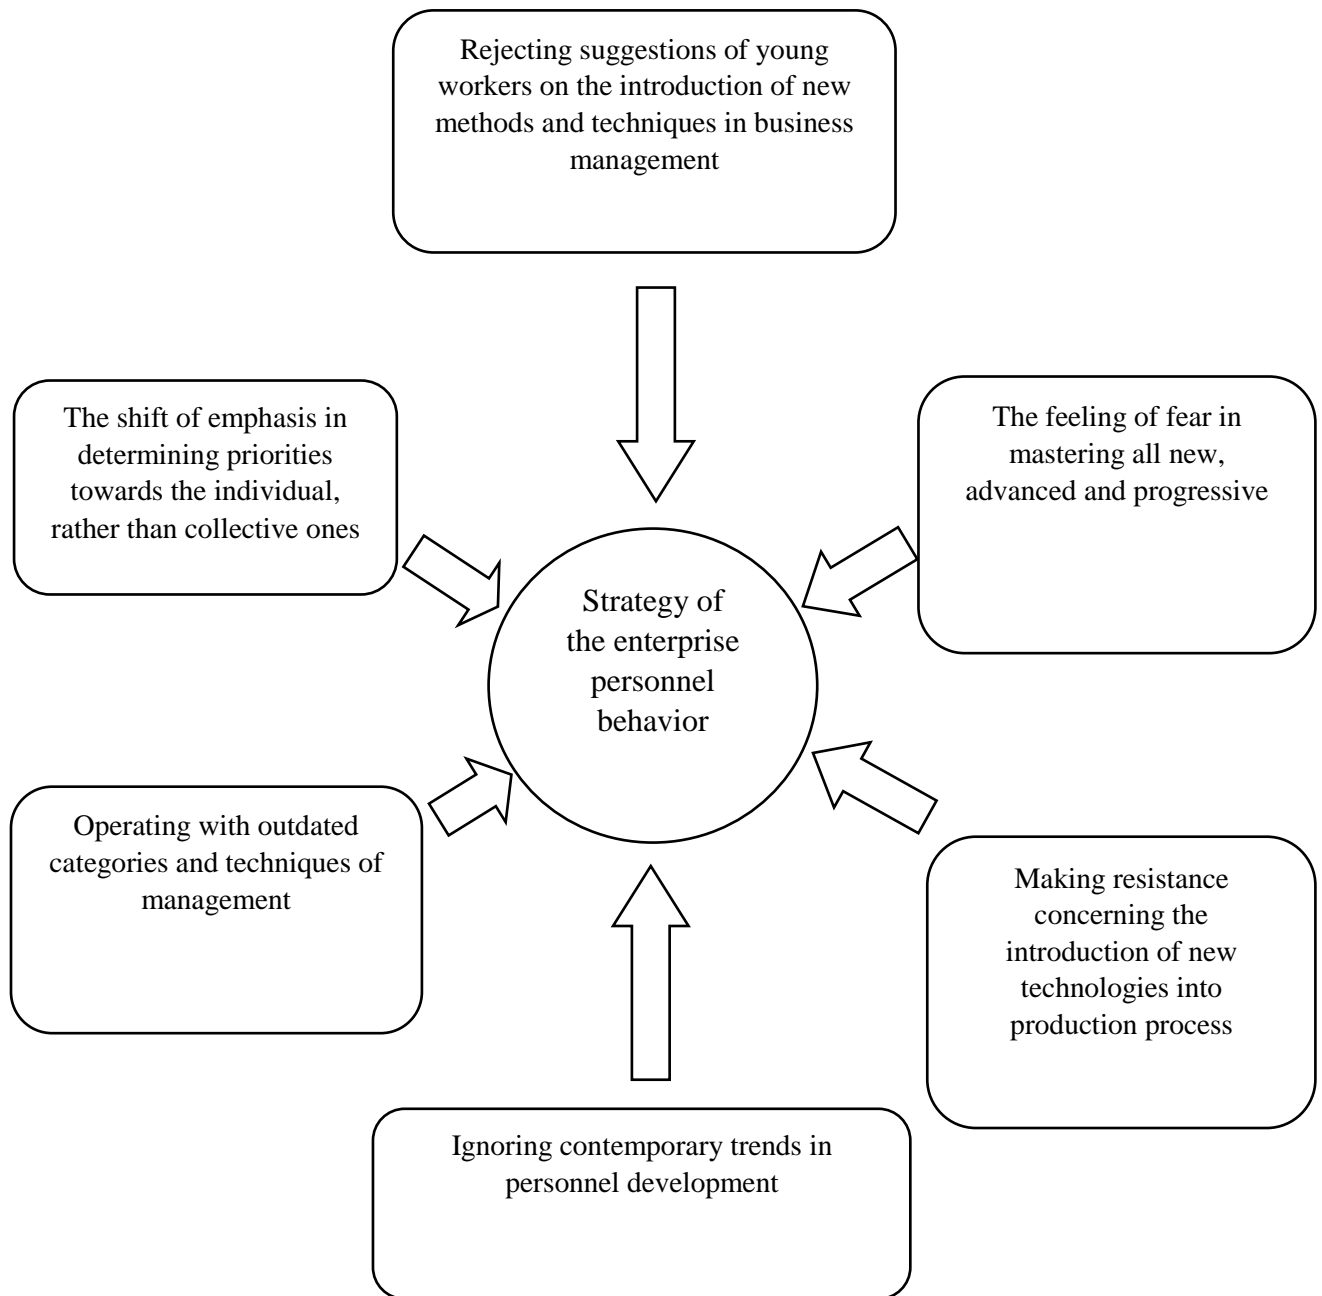 Rejecting suggestions of young
workers on the introduction of new
methods and techniques in business
management
The shift of emphasis in
determining priorities
towards the individual,
rather than collective ones
The feeling of fear in
mastering all new,
advanced and progressive
Strategy of
the enterprise
personnel
behavior
Operating with outdated
categories and techniques of
management
Making resistance
concerning the
introduction of new
technologies into
production process
Ignoring contemporary trends in
personnel development